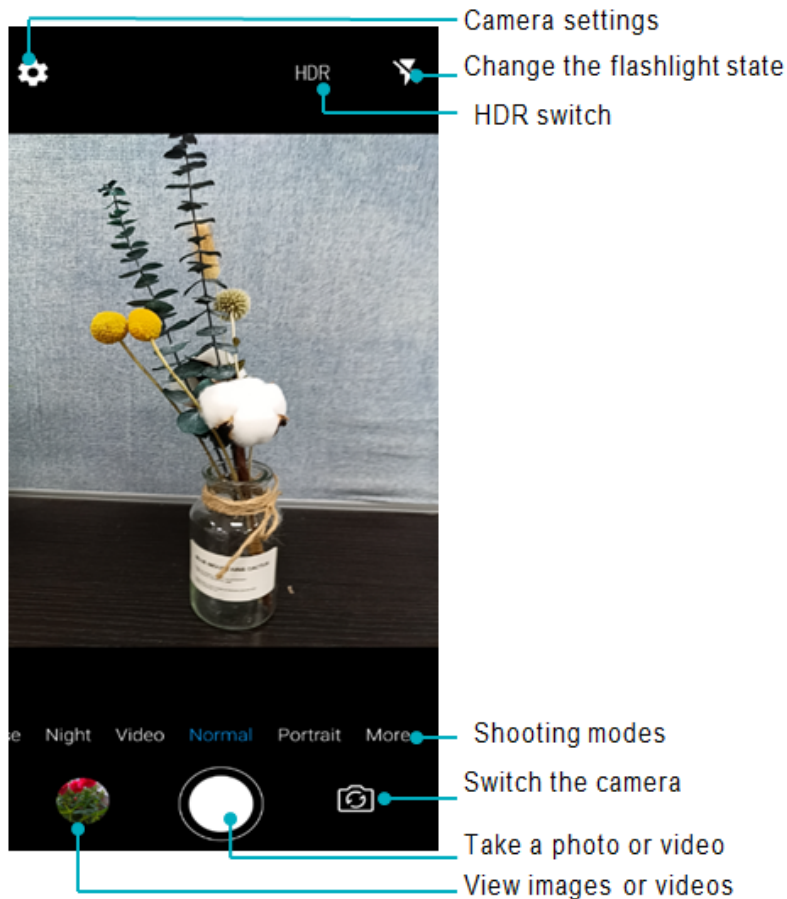 Camera settings
HDR
Change the flashlight state
HDR switch
Night Video Normal Portrait More
Shooting modes
Switch the camera
Take a photo or video
View images or videos